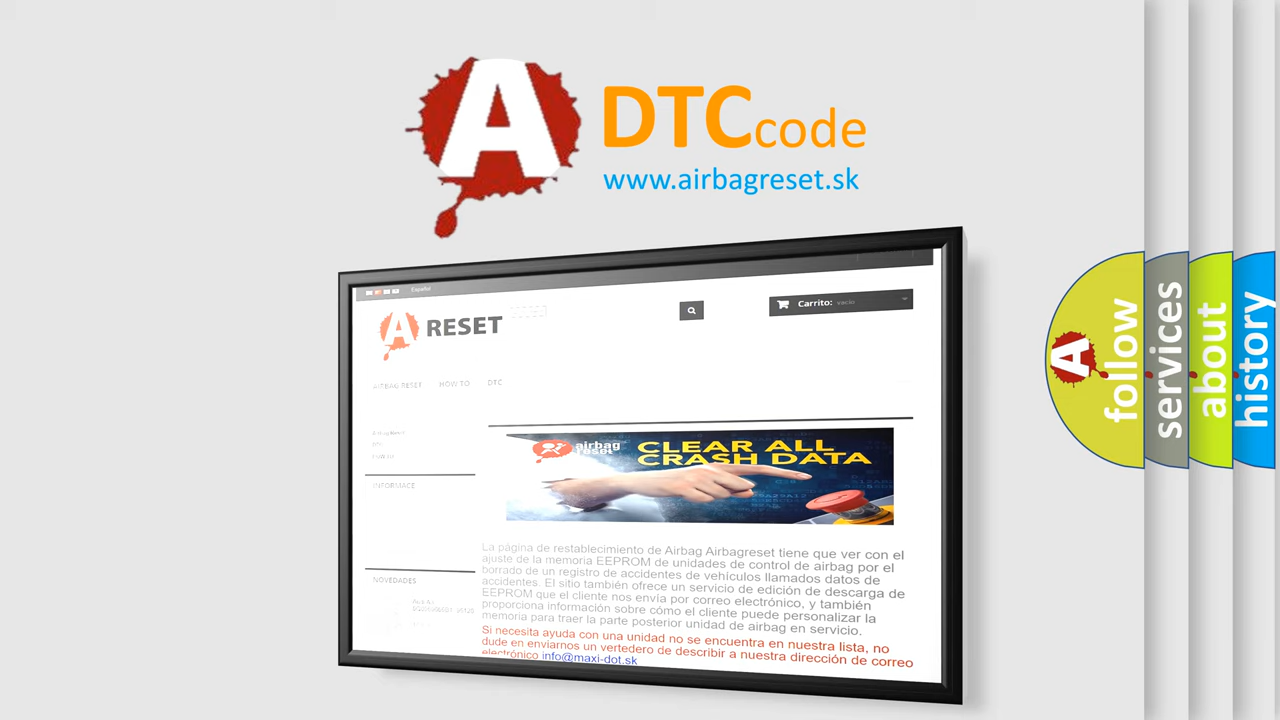 A DTCcode
www.airbagreset.sk
Español
A RESET
Carrito: vacío
AIRBAG RESET HOW TO DTC
Airbag Reset
INFORMACE
NOVEDADES
airbag
reset
CLEAR ALL
CRASH DATA
La página de restablecimiento de Airbag Airbagreset tiene que ver con el
ajuste de la memoria EEPROM de unidades de control de airbag por el
borrado de un registro de accidentes de vehículos llamados datos de
accidentes. El sitio también ofrece un servicio de edición de descarga de
EEPROM que el cliente nos envía por correo electrónico, y también
proporciona información sobre cómo el cliente puede personalizar la
memoria para traer la parte posterior unidad de airbag en servicio.
Si necesita ayuda con una unidad no se encuentra en nuestra lista, no
dude en enviarnos un vertedero de describir a nuestra dirección de correo
electrónico info@maxi-dot.sk
A follow
services
about
history